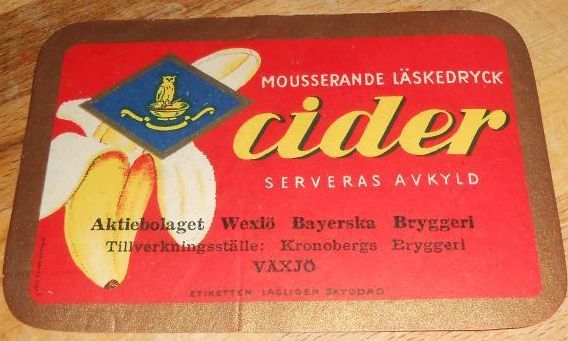 MOUSSERANDE LÄSKEDRYCK
cider
SERVERAS AVKYLD
Aktiebolaget Wexiö Bayerska Bryggeri
Tillverkningsställe: Kronobergs Bryggeri
VÄXJÖ
ETIKETTEN LAGLIGEN SKYDDAD